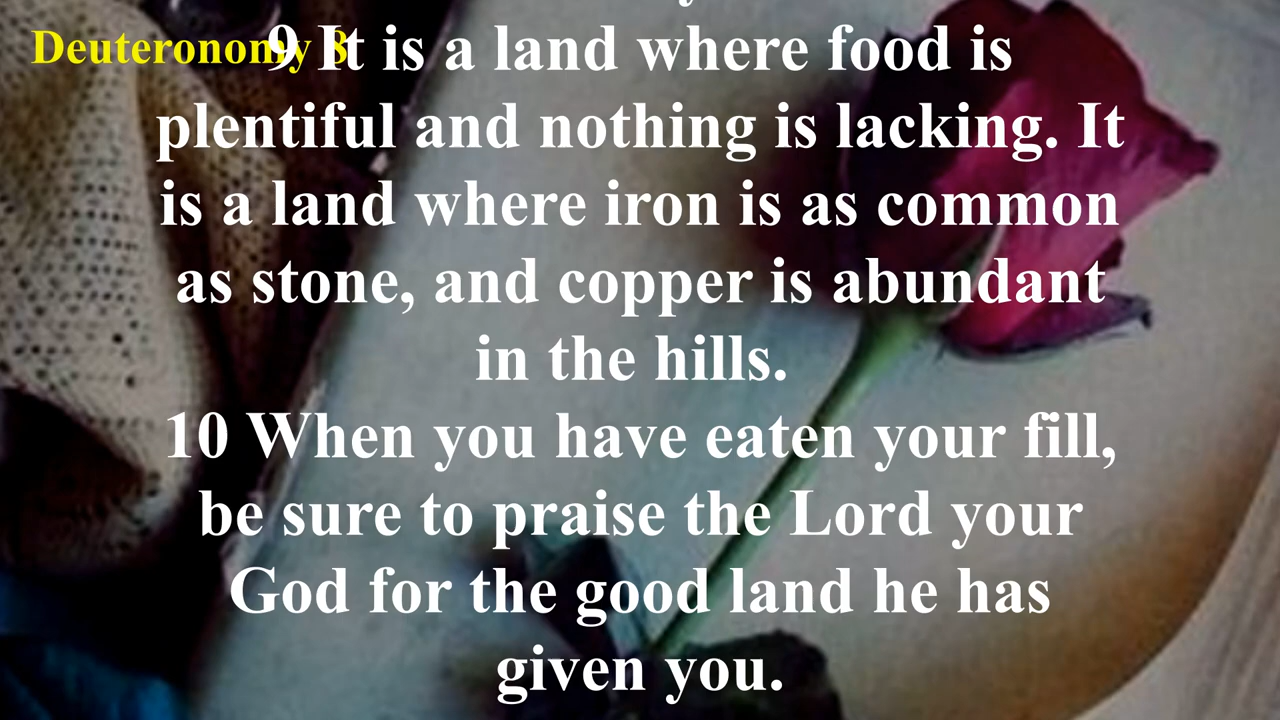 Deuteronomy 8
9 It is a land where food is
plentiful and nothing is lacking. It
is a land where iron is as common
as stone, and copper is abundant
in the hills.
10 When you have eaten your fill,
be sure to praise the Lord your
God for the good land he has
given you.